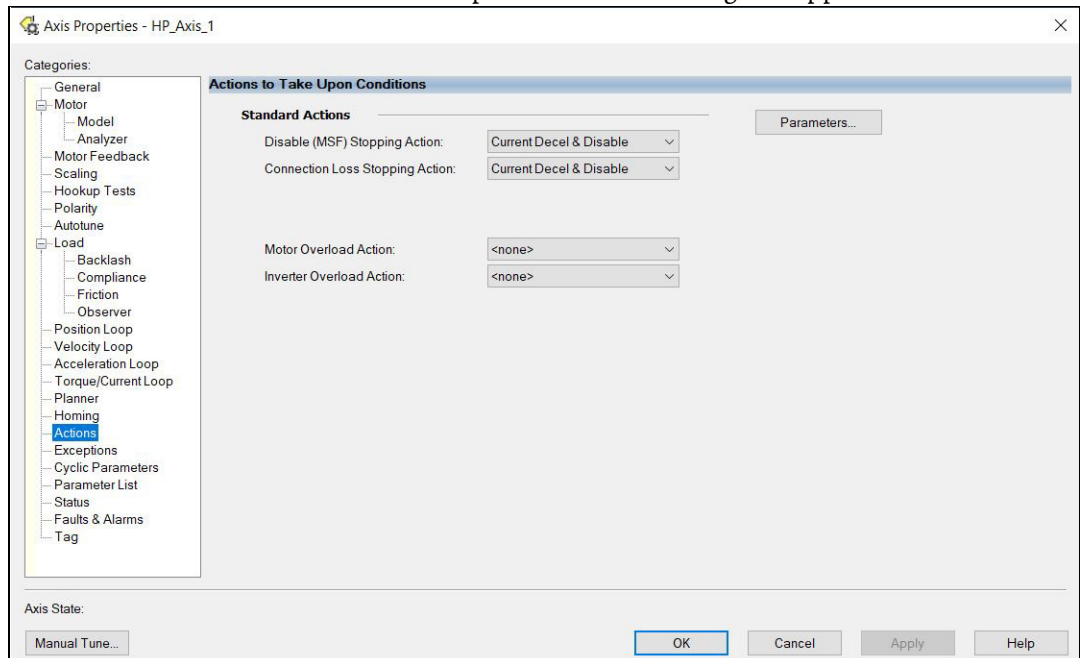 Axis Properties - HP_Axis_1
Categories:
General
Motor
Model
Analyzer
Motor Feedback
Scaling
Hookup Tests
Polarity
Autotune
Load
Backlash
Compliance
Friction
Observer
Position Loop
Velocity Loop
Acceleration Loop
Torque/Current Loop
Planner
Homing
Actions
Exceptions
Cyclic Parameters
Parameter List
Status
Faults & Alarms
Tag
Actions to Take Upon Conditions
Standard Actions
Parameters...
Disable (MSF) Stopping Action: Current Decel & Disable
Connection Loss Stopping Action: Current Decel & Disable
Motor Overload Action: <none>
Inverter Overload Action: <none>
Axis State:
Manual Tune... OK Cancel Apply Help